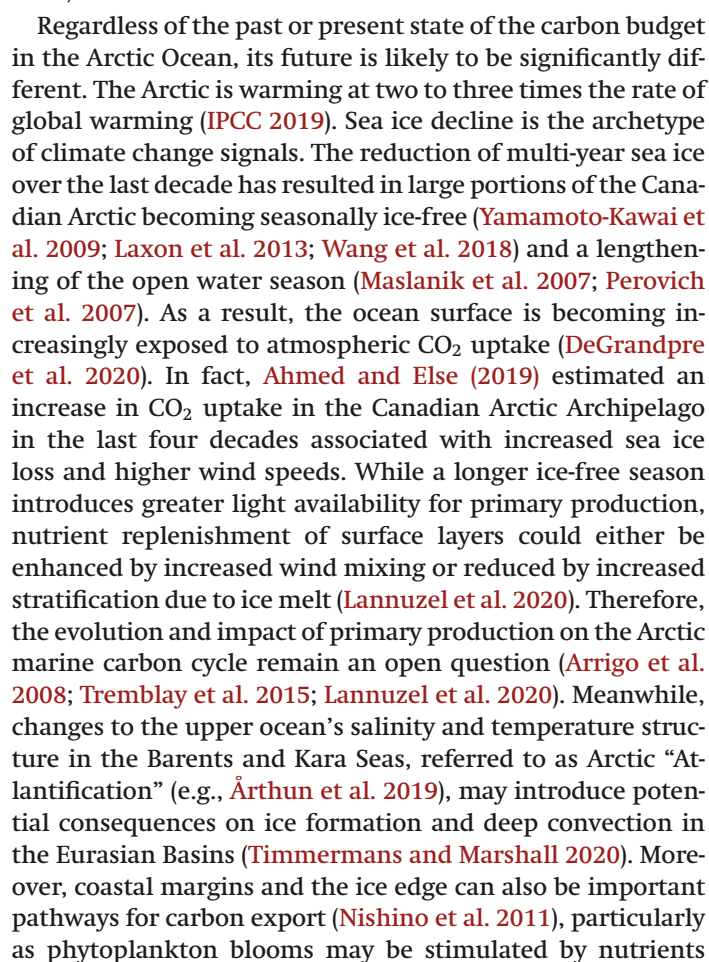 Regardless of the past or present state of the carbon budget
in the Arctic Ocean, its future is likely to be significantly dif-
ferent. The Arctic is warming at two to three times the rate of
global warming (IPCC 2019). Sea ice decline is the archetype
of climate change signals. The reduction of multi-year sea ice
over the last decade has resulted in large portions of the Cana-
dian Arctic becoming seasonally ice-free (Yamamoto-Kawai et
al. 2009; Laxon et al. 2013; Wang et al. 2018) and a lengthen-
ing of the open water season (Maslanik et al. 2007; Perovich
et al. 2007). As a result, the ocean surface is becoming in-
creasingly exposed to atmospheric CO₂ uptake (DeGrandpre
et al. 2020). In fact, Ahmed and Else (2019) estimated an
increase in CO₂ uptake in the Canadian Arctic Archipelago
in the last four decades associated with increased sea ice
loss and higher wind speeds. While a longer ice-free season
introduces greater light availability for primary production,
nutrient replenishment of surface layers could either be
enhanced by increased wind mixing or reduced by increased
stratification due to ice melt (Lannuzel et al. 2020). Therefore,
the evolution and impact of primary production on the Arctic
marine carbon cycle remain an open question (Arrigo et al.
2008; Tremblay et al. 2015; Lannuzel et al. 2020). Meanwhile,
changes to the upper ocean's salinity and temperature struc-
ture in the Barents and Kara Seas, referred to as Arctic “At-
lantification” (e.g., Årthun et al. 2019), may introduce poten-
tial consequences on ice formation and deep convection in
the Eurasian Basins (Timmermans and Marshall 2020). More-
over, coastal margins and the ice edge can also be important
pathways for carbon export (Nishino et al. 2011), particularly
as phytoplankton blooms may be stimulated by nutrients